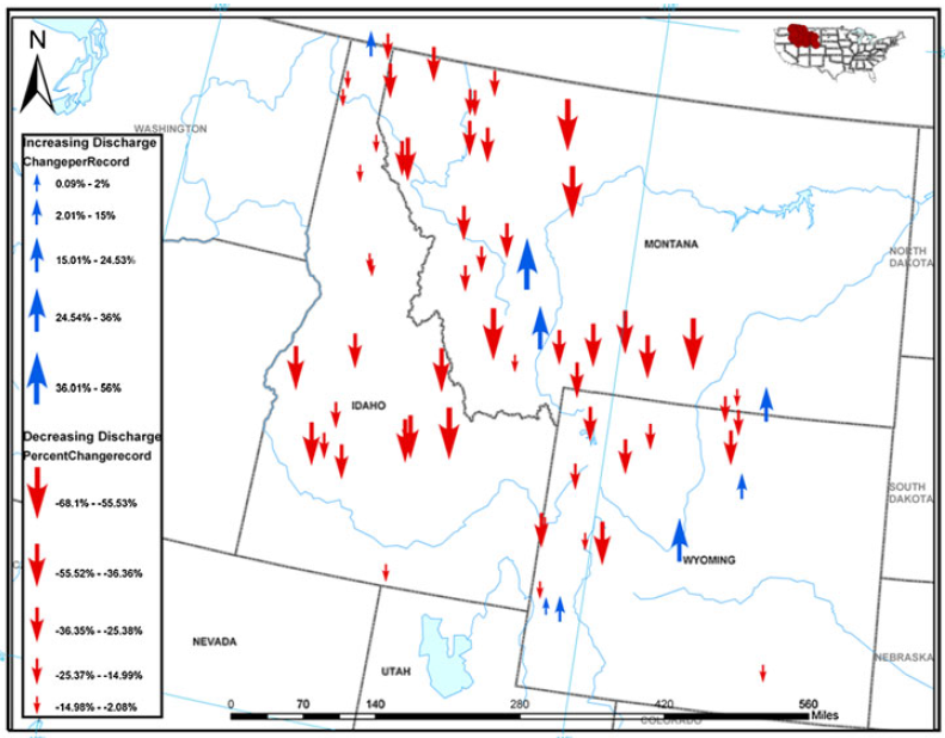 N
WASHINGTON
Increasing Discharge
ChangeperRecord
0.09% - 2%
2.01% - 15%
15.01% - 24.53%
24.54% - 36%
36.01% - 56%
Decreasing Discharge
PercentChangerecord
-68.1% - -55.53%
-55.52% - -36.36%
-36.35% - -25.38%
-25.37% - -14.99%
-14.98% - -2.08%
MONTANA
NORTH
DAKOTA
IDAHO
SOUTH
DAKOTA
WYOMING
NEVADA
UTAH
NEBRASKA
COLORADO
0 70 140 280 420 560
Miles